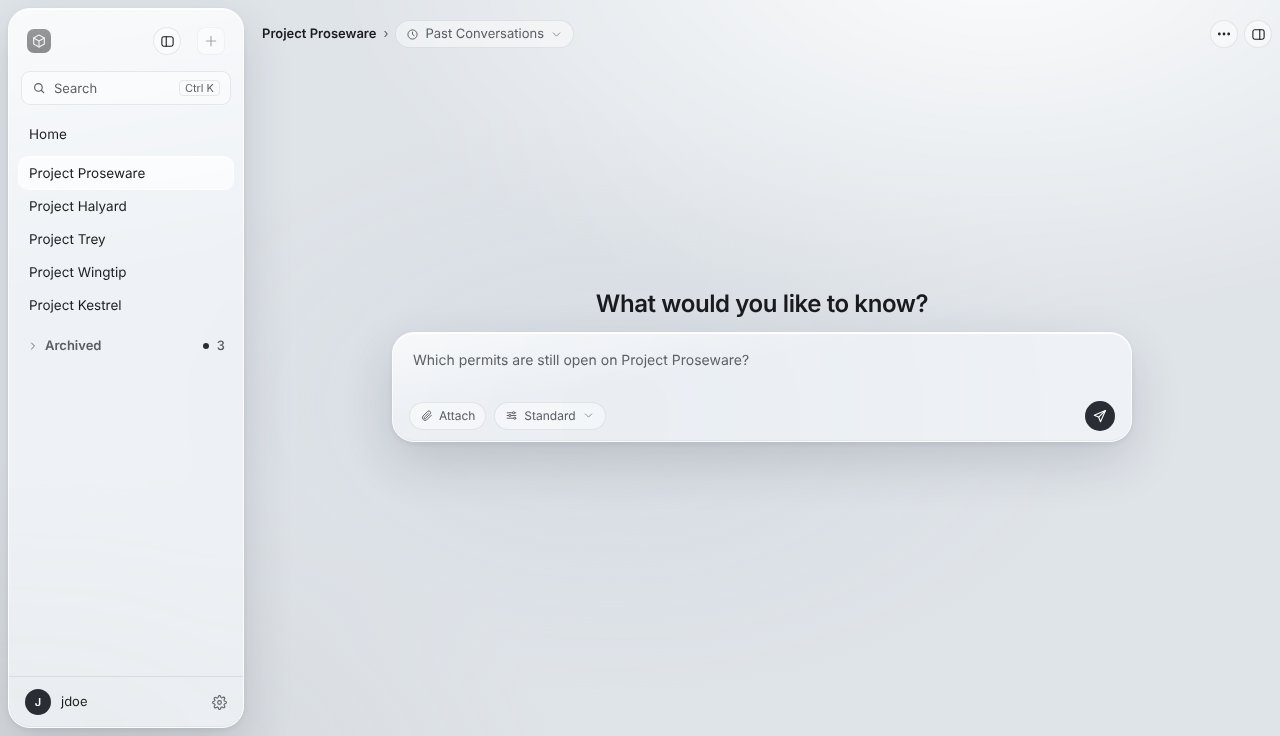 Search
Ctrl K
Home
Project Proseware
Project Halyard
Project Trey
Project Wingtip
Project Kestrel
Archived
3
J
jdoe
Project Proseware ›
Past Conversations
What would you like to know?
Which permits are still open on Project Proseware?
Attach
Standard